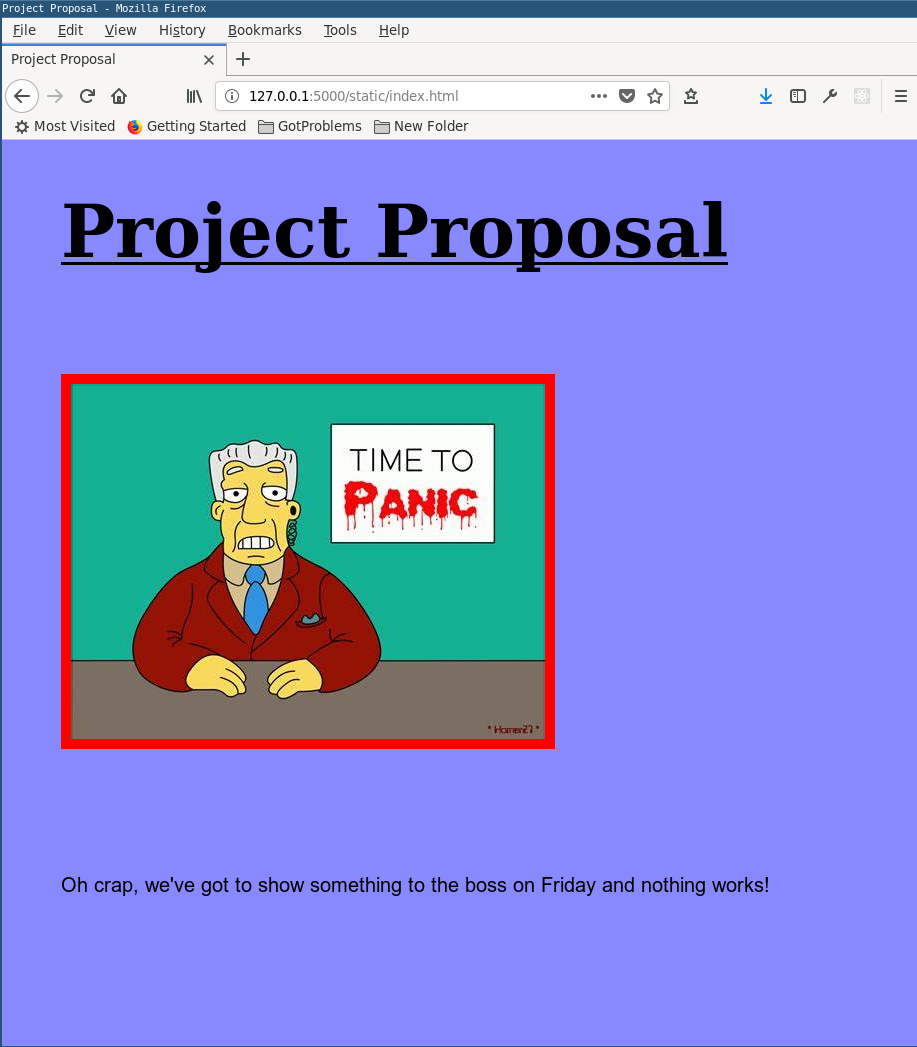 Project Proposal - Mozilla Firefox
File Edit View History Bookmarks Tools Help
Project Proposal
127.0.0.1:5000/static/index.html
Most Visited Getting Started GotProblems New Folder
Project Proposal
TIME TO
PANIC
Oh crap, we've got to show something to the boss on Friday and nothing works!